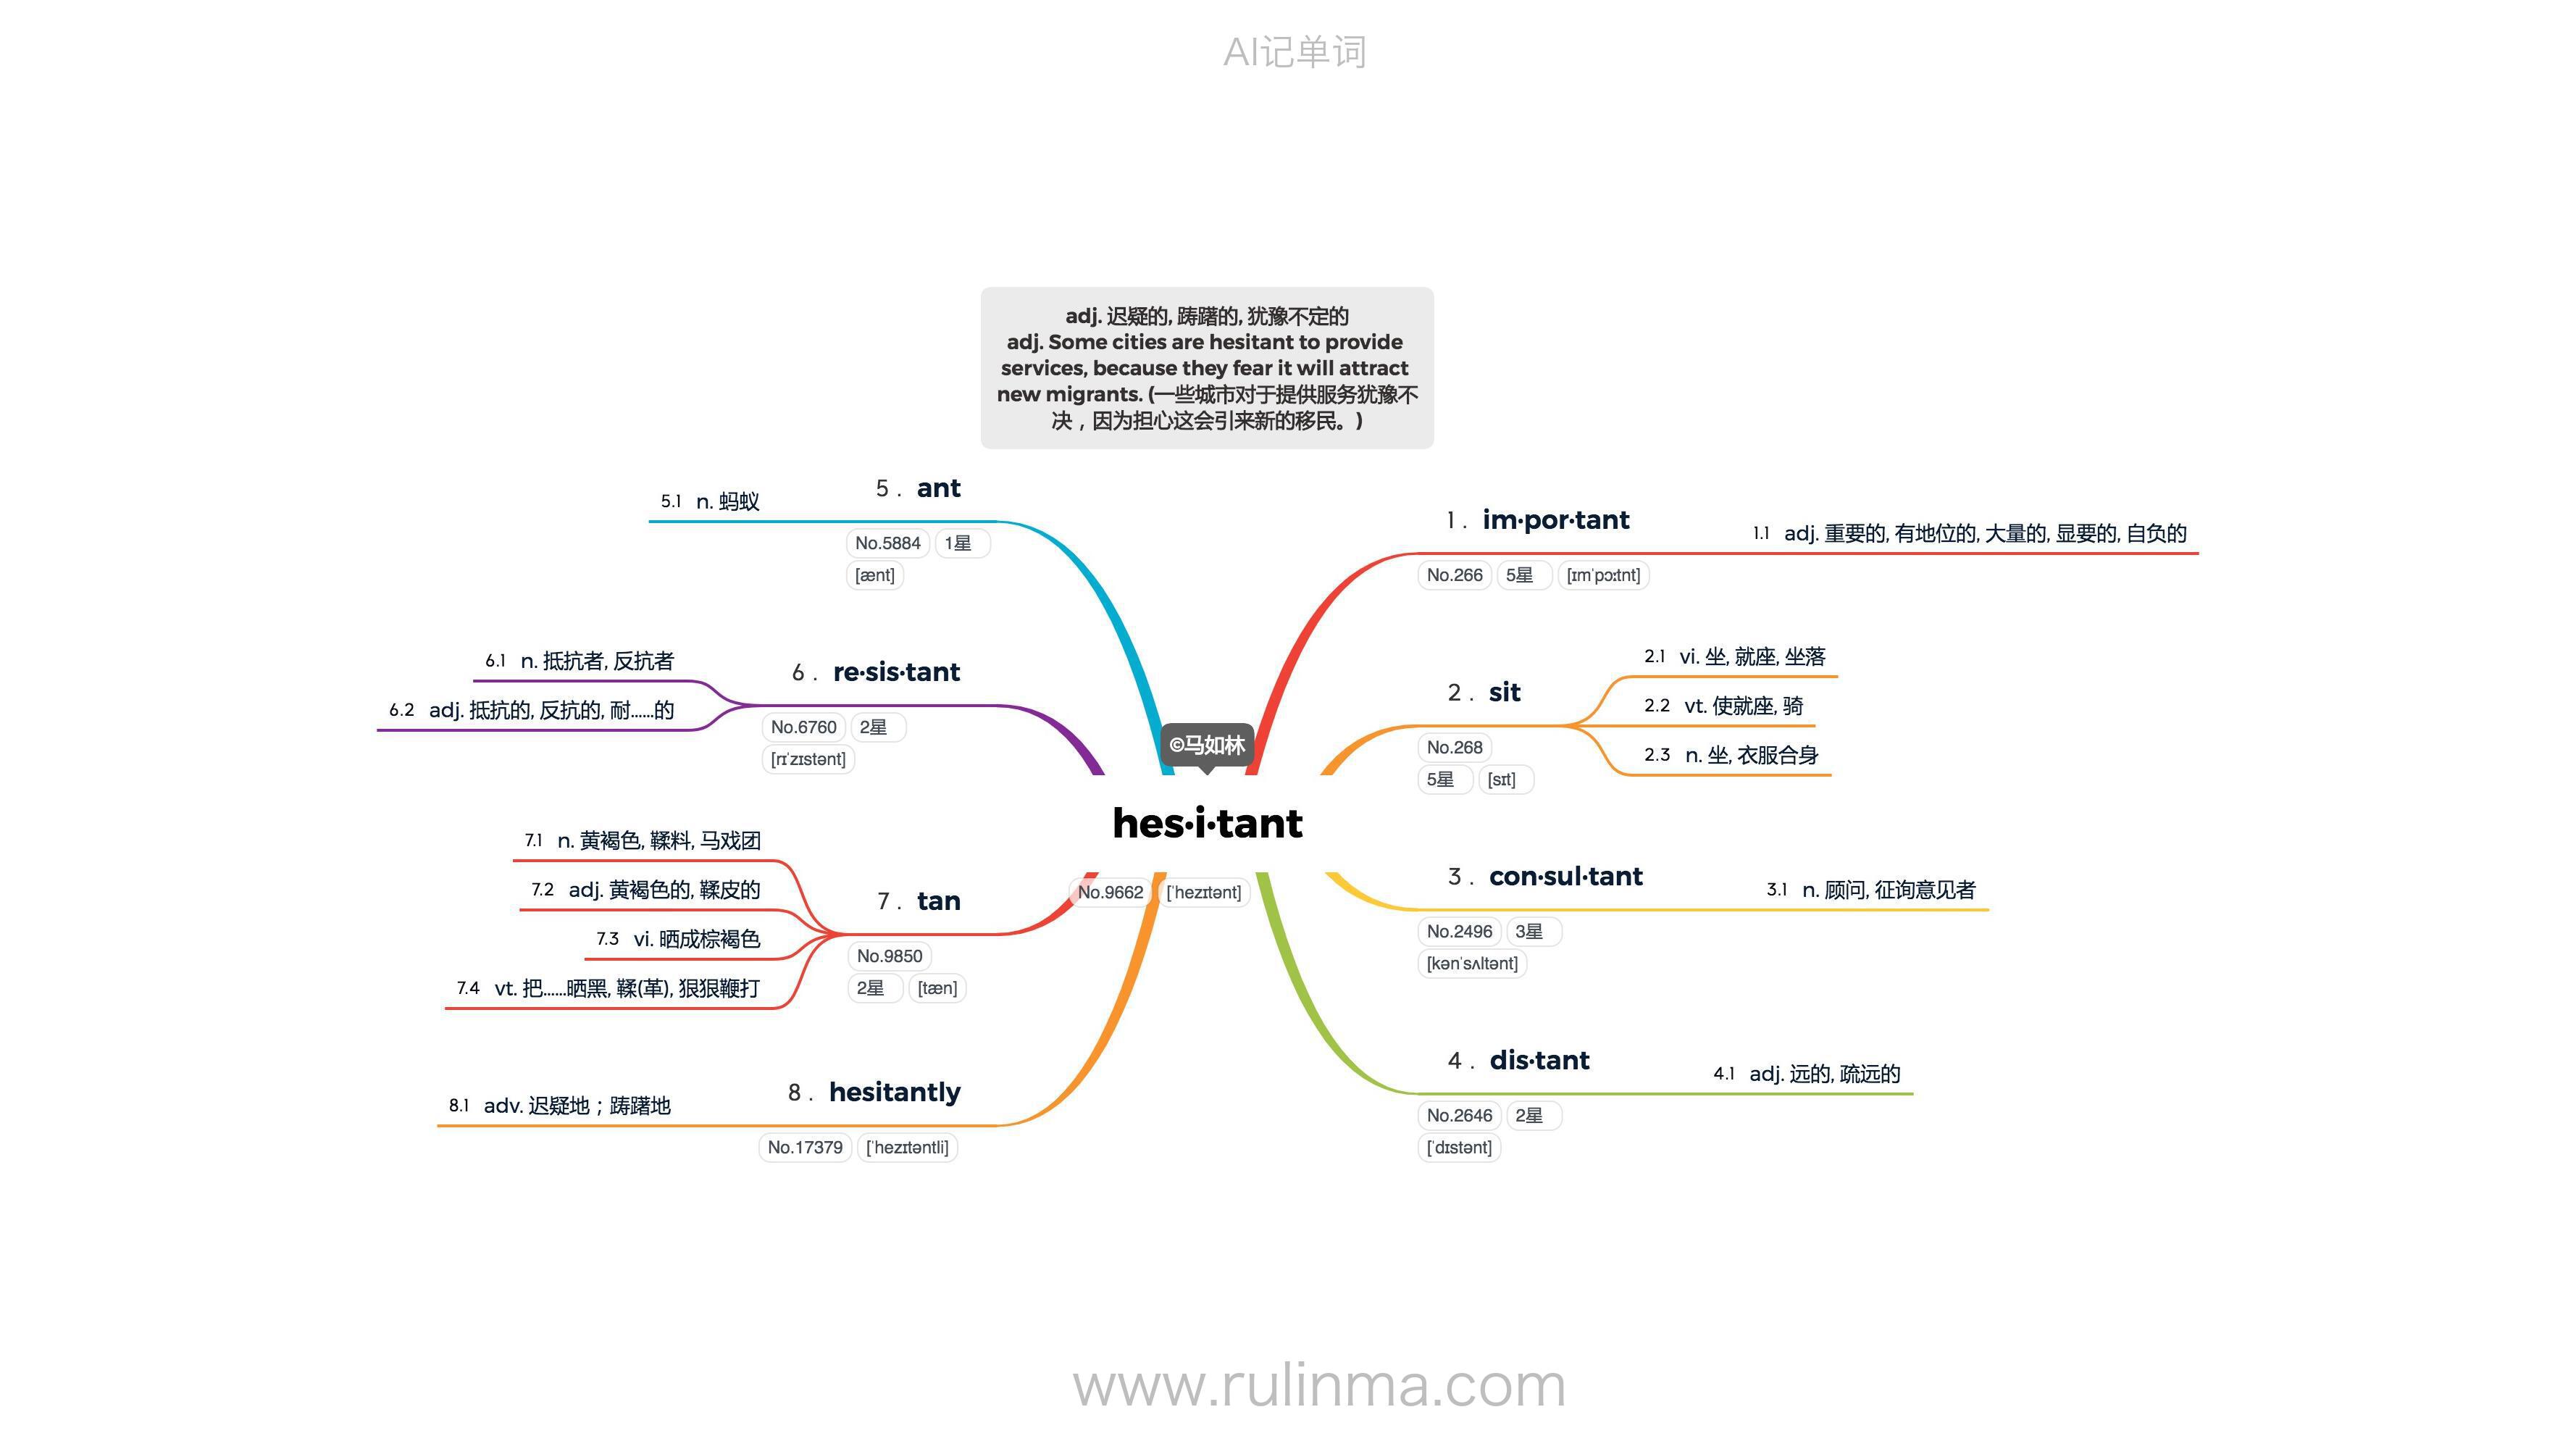 AI记单词
adj. 迟疑的, 踌躇的, 犹豫不定的
adj. Some cities are hesitant to provide
services, because they fear it will attract
new migrants. (一些城市对于提供服务犹豫不
决，因为担心这会引来新的移民。)
©马如林
hes·i·tant
No.9662 [ˈhezɪtənt]
1 . im·por·tant
No.266 5星 [ɪmˈpɔːtnt]
1.1 adj. 重要的, 有地位的, 大量的, 显要的, 自负的
2 . sit
No.268
5星 [sɪt]
2.1 vi. 坐, 就座, 坐落
2.2 vt. 使就座, 骑
2.3 n. 坐, 衣服合身
3 . con·sul·tant
No.2496 3星
[kənˈsʌltənt]
3.1 n. 顾问, 征询意见者
4 . dis·tant
No.2646 2星
[ˈdɪstənt]
4.1 adj. 远的, 疏远的
5 . ant
No.5884 1星
[ænt]
5.1 n. 蚂蚁
6 . re·sis·tant
No.6760 2星
[rɪˈzɪstənt]
6.1 n. 抵抗者, 反抗者
6.2 adj. 抵抗的, 反抗的, 耐......的
7 . tan
No.9850
2星 [tæn]
7.1 n. 黄褐色, 鞣料, 马戏团
7.2 adj. 黄褐色的, 鞣皮的
7.3 vi. 晒成棕褐色
7.4 vt. 把......晒黑, 鞣(革), 狠狠鞭打
8 . hesitantly
No.17379 [ˈhezɪtəntli]
8.1 adv. 迟疑地；踌躇地
www.rulinma.com